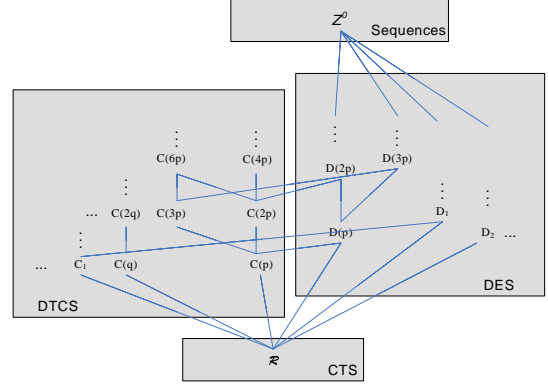 Z⁰
Sequences
⋮ ⋮ ⋮ ⋮ ⋮
C(6p) C(4p) D(2p) D(3p)
⋮ ⋮ ⋮
... C(2q) C(3p) C(2p) D(p) D₁
⋮ D₂ ...
... C₁ C(q) C(p)
DTCS DES
ℛ
CTS